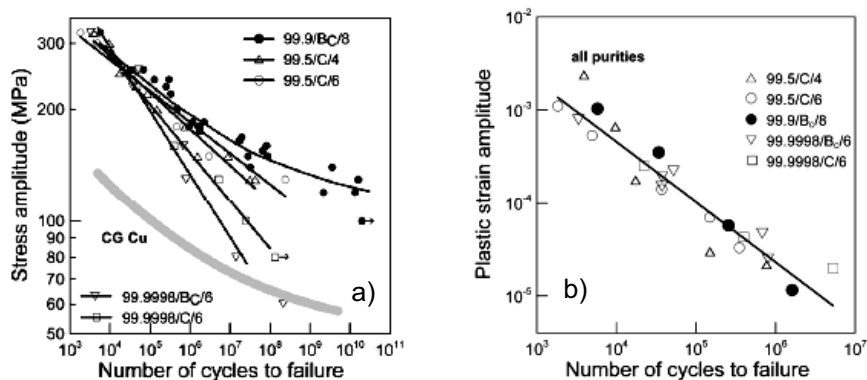 300
200
100
90
80
70
60
50
Stress amplitude (MPa)
99.9/BC/8
99.5/C/4
99.5/C/6
CG Cu
99.9998/BC/6
99.9998/C/6
a)
10³ 10⁴ 10⁵ 10⁶ 10⁷ 10⁸ 10⁹ 10¹⁰ 10¹¹
Number of cycles to failure
10⁻²
10⁻³
10⁻⁴
10⁻⁵
Plastic strain amplitude
all purities
99.5/C/4
99.5/C/6
99.9/Bc/8
99.9998/Bc/6
99.9998/C/6
b)
10³ 10⁴ 10⁵ 10⁶ 10⁷
Number of cycles to failure